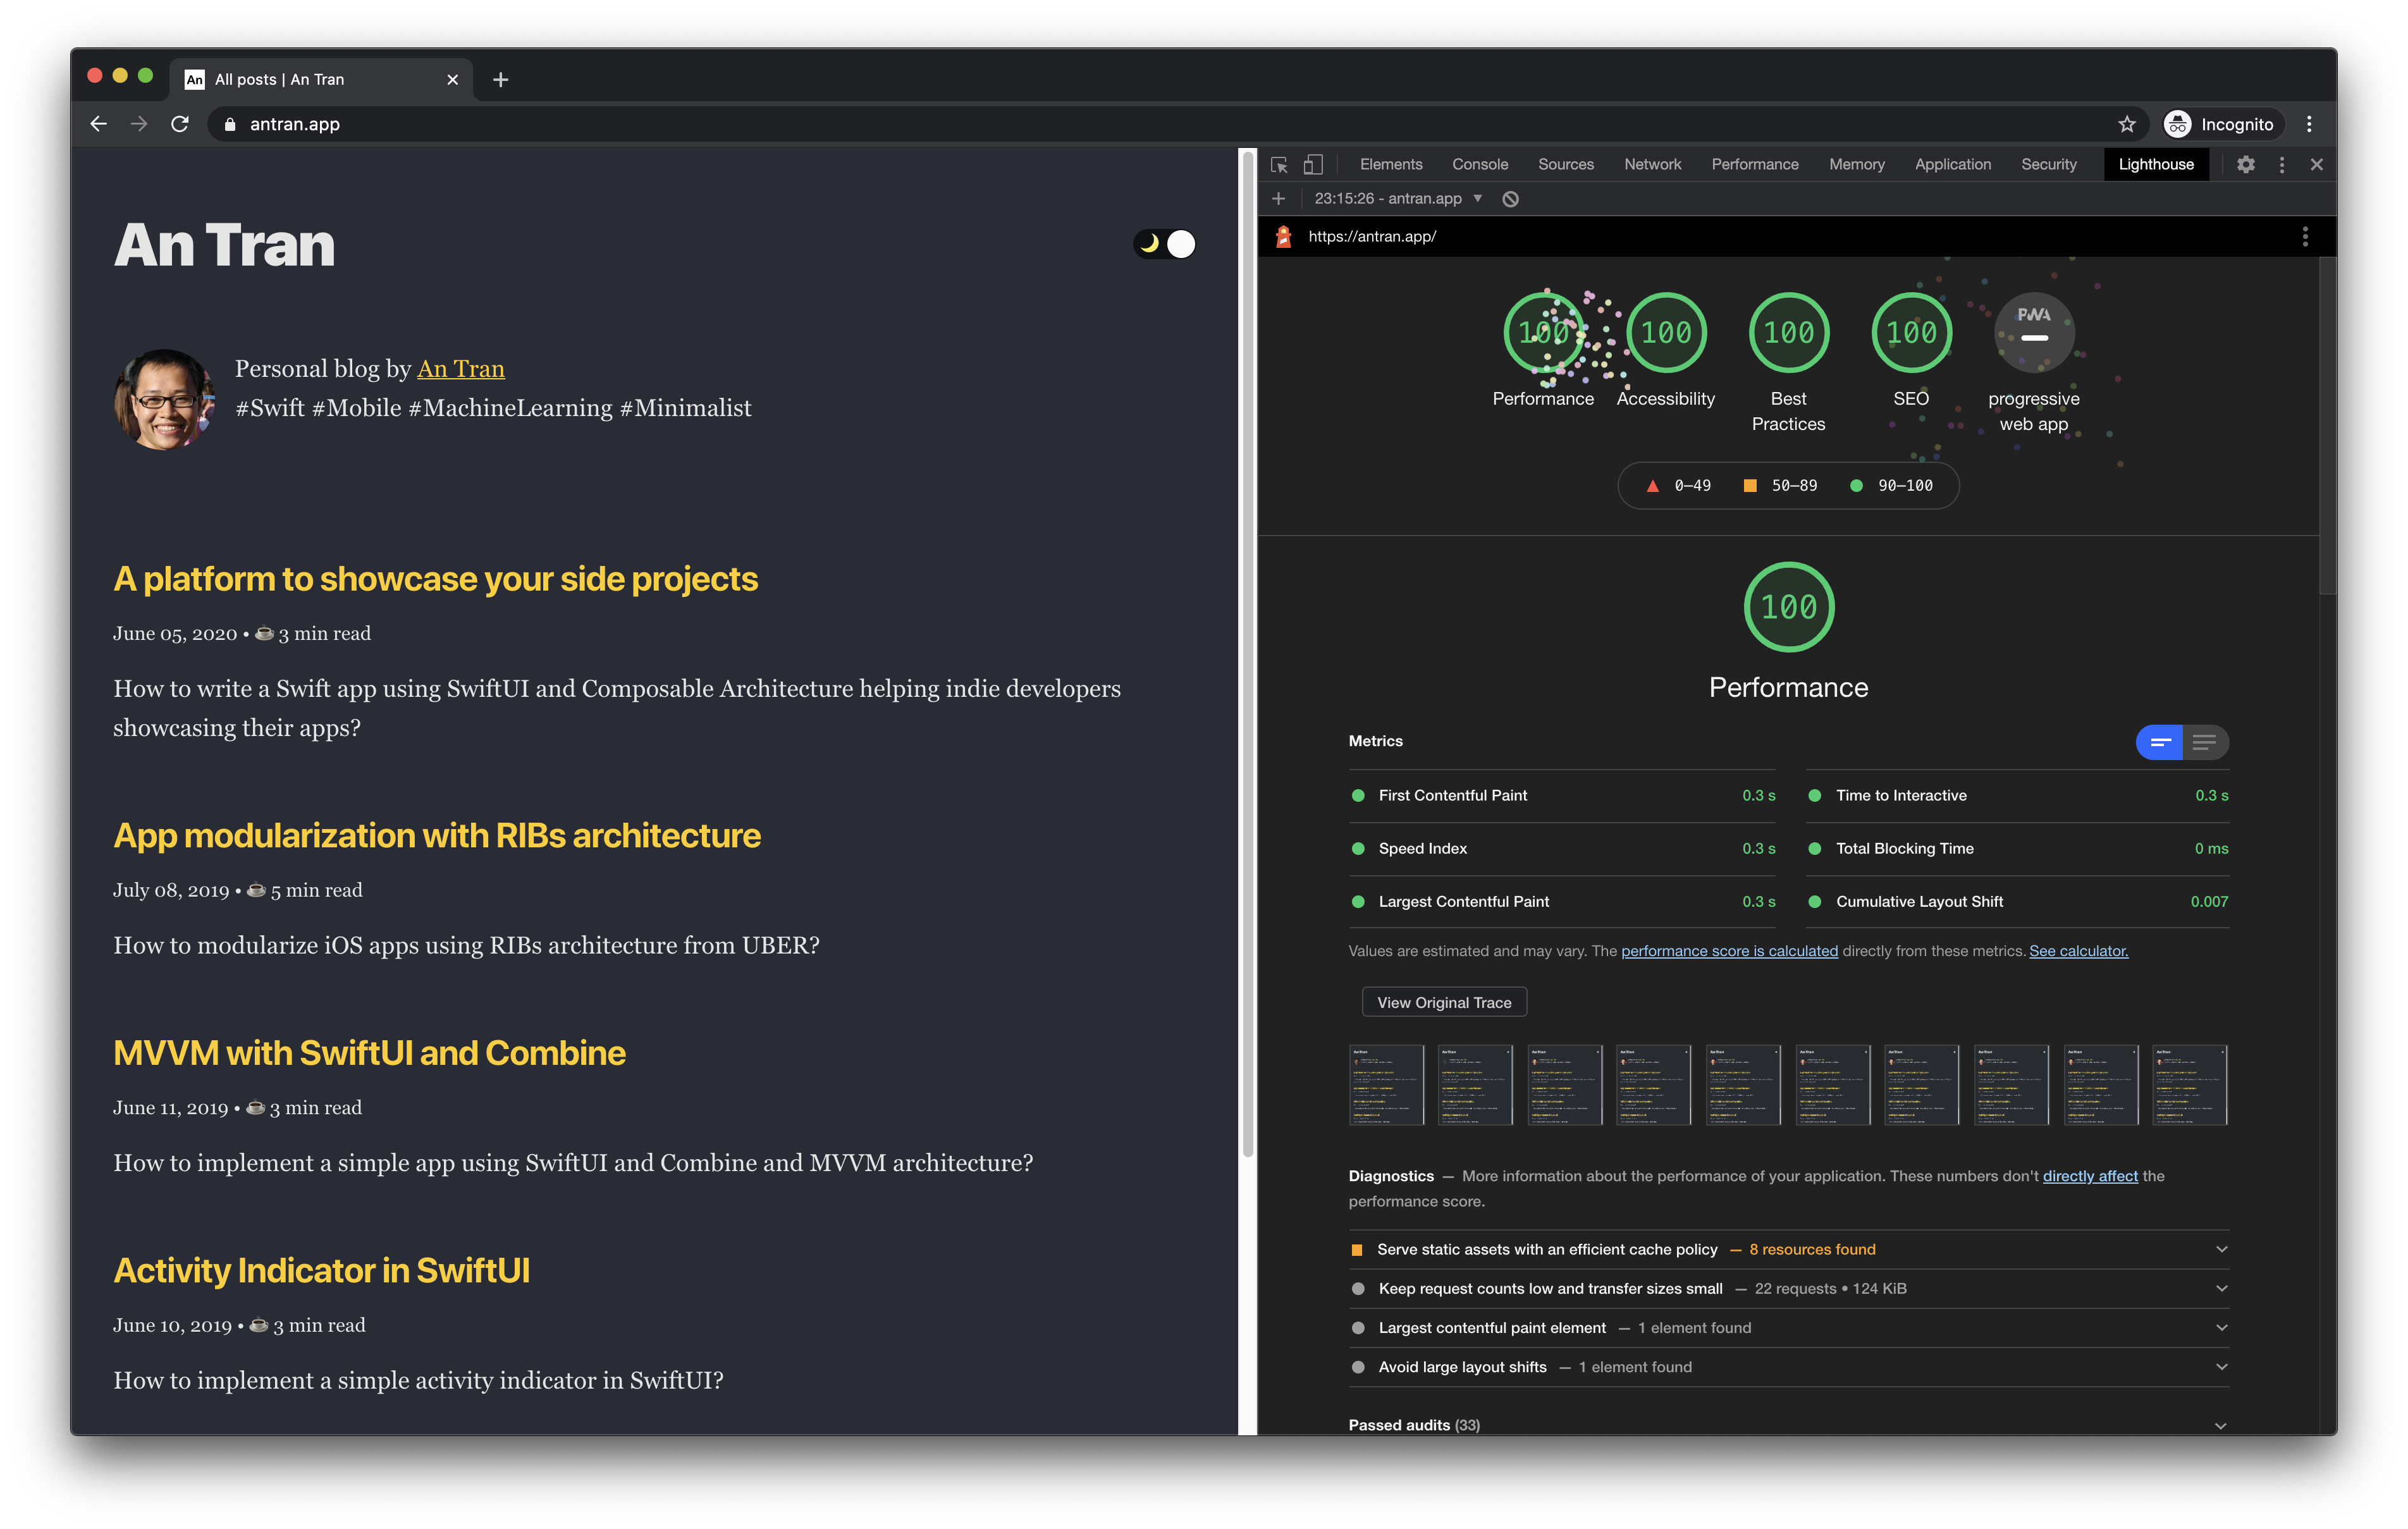 An
All posts | An Tran
antran.app
Incognito
An Tran
Personal blog by An Tran
#Swift #Mobile #MachineLearning #Minimalist
A platform to showcase your side projects
June 05, 2020 • ☕ 3 min read
How to write a Swift app using SwiftUI and Composable Architecture helping indie developers
showcasing their apps?
App modularization with RIBs architecture
July 08, 2019 • ☕ 5 min read
How to modularize iOS apps using RIBs architecture from UBER?
MVVM with SwiftUI and Combine
June 11, 2019 • ☕ 3 min read
How to implement a simple app using SwiftUI and Combine and MVVM architecture?
Activity Indicator in SwiftUI
June 10, 2019 • ☕ 3 min read
How to implement a simple activity indicator in SwiftUI?
Elements Console Sources Network Performance Memory Application Security Lighthouse
23:15:26 - antran.app
https://antran.app/
100 100 100 100 PWA
Performance Accessibility Best Practices SEO progressive web app
0–49 50–89 90–100
100
Performance
Metrics
First Contentful Paint 0.3 s Time to Interactive 0.3 s
Speed Index 0.3 s Total Blocking Time 0 ms
Largest Contentful Paint 0.3 s Cumulative Layout Shift 0.007
Values are estimated and may vary. The performance score is calculated directly from these metrics. See calculator.
View Original Trace
Diagnostics — More information about the performance of your application. These numbers don't directly affect the
performance score.
Serve static assets with an efficient cache policy — 8 resources found
Keep request counts low and transfer sizes small — 22 requests • 124 KiB
Largest contentful paint element — 1 element found
Avoid large layout shifts — 1 element found
Passed audits (33)